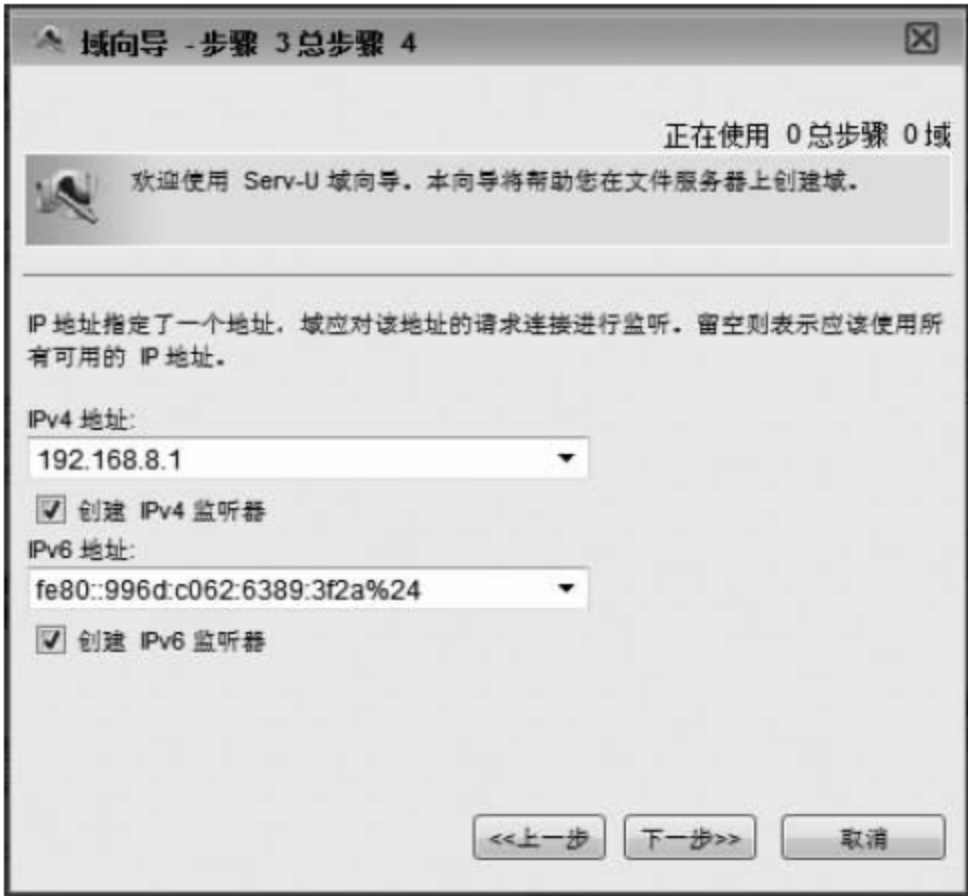 域向导 - 步骤 3总步骤 4
正在使用 0总步骤 0域
欢迎使用 Serv-U 域向导。本向导将帮助您在文件服务器上创建域。
IP 地址指定了一个地址，域应对该地址的请求连接进行监听。留空则表示应该使用所
有可用的 IP 地址。
IPv4 地址:
192.168.8.1
创建 IPv4 监听器
IPv6 地址:
fe80::996d:c062:6389:3f2a%24
创建 IPv6 监听器
<<上一步 下一步>> 取消